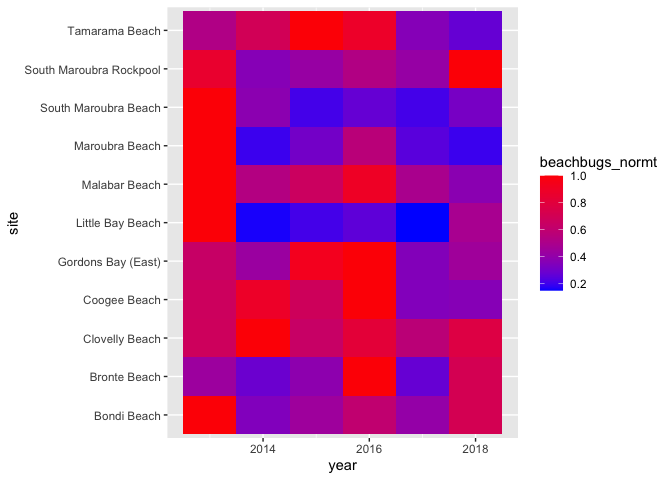 site
Tamarama Beach
South Maroubra Rockpool
South Maroubra Beach
Maroubra Beach
Malabar Beach
Little Bay Beach
Gordons Bay (East)
Coogee Beach
Clovelly Beach
Bronte Beach
Bondi Beach
2014 2016 2018
year
beachbugs_normt
1.0
0.8
0.6
0.4
0.2